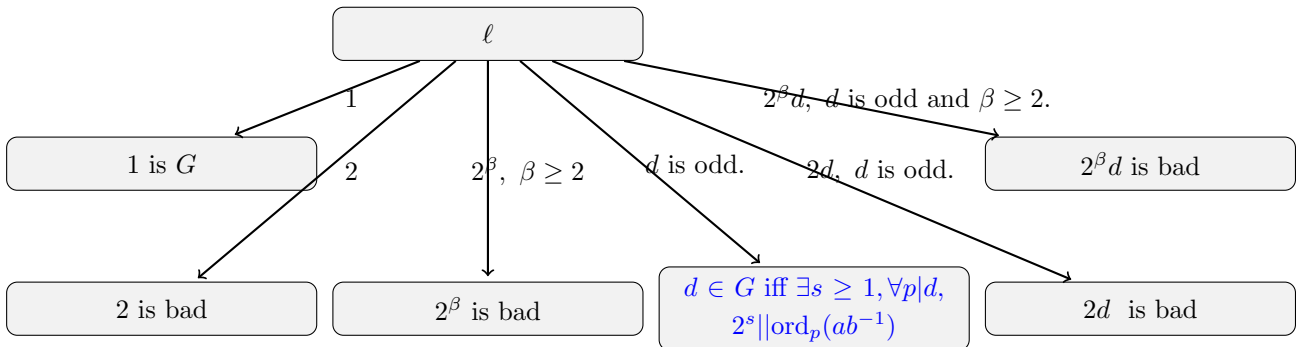 ℓ
1
2^β d, d is odd and β ≥ 2.
1 is G
2
2^β, β ≥ 2
d is odd.
2d, d is odd.
2^β d is bad
2 is bad
2^β is bad
d ∈ G iff ∃s ≥ 1, ∀p|d,
2^s||ord_p(ab^{-1})
2d is bad